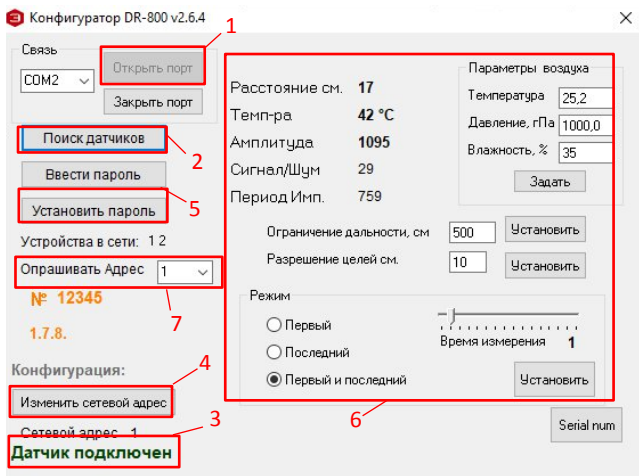 Конфигуратор DR-800 v2.6.4
1
Связь
COM2
Открыть порт
Закрыть порт
Поиск датчиков
2
Ввести пароль
Установить пароль
5
Устройства в сети: 1 2
Опрашивать Адрес 1
7
№ 12345
1.7.8.
Конфигурация:
4
Изменить сетевой адрес
Сетевой адрес 1
3
Датчик подключен
Расстояние см. 17
Темп-ра 42 °C
Амплитуда 1095
Сигнал/Шум 29
Период Имп. 759
Параметры воздуха
Температура 25,2
Давление, гПа 1000,0
Влажность, % 35
Задать
Ограничение дальности, см 500 Установить
Разрешение целей см. 10 Установить
Режим
Первый
Последний
Первый и последний
Время измерения 1
Установить
6
Serial num